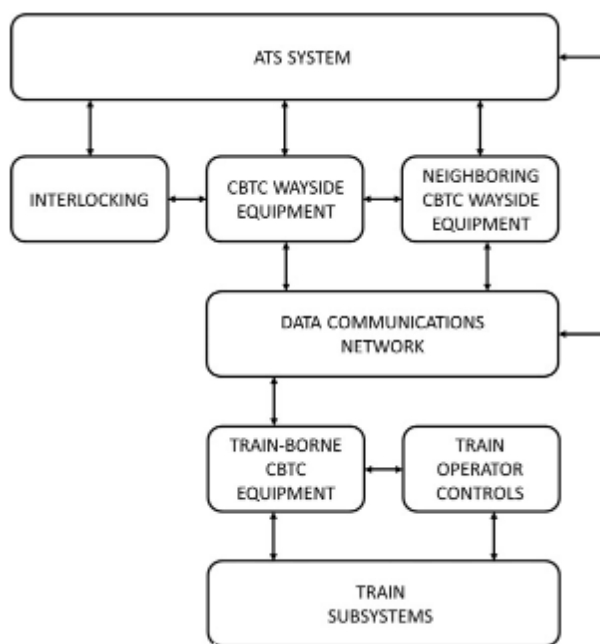 ATS SYSTEM
INTERLOCKING
CBTC WAYSIDE
EQUIPMENT
NEIGHBORING
CBTC WAYSIDE
EQUIPMENT
DATA COMMUNICATIONS
NETWORK
TRAIN-BORNE
CBTC
EQUIPMENT
TRAIN
OPERATOR
CONTROLS
TRAIN
SUBSYSTEMS